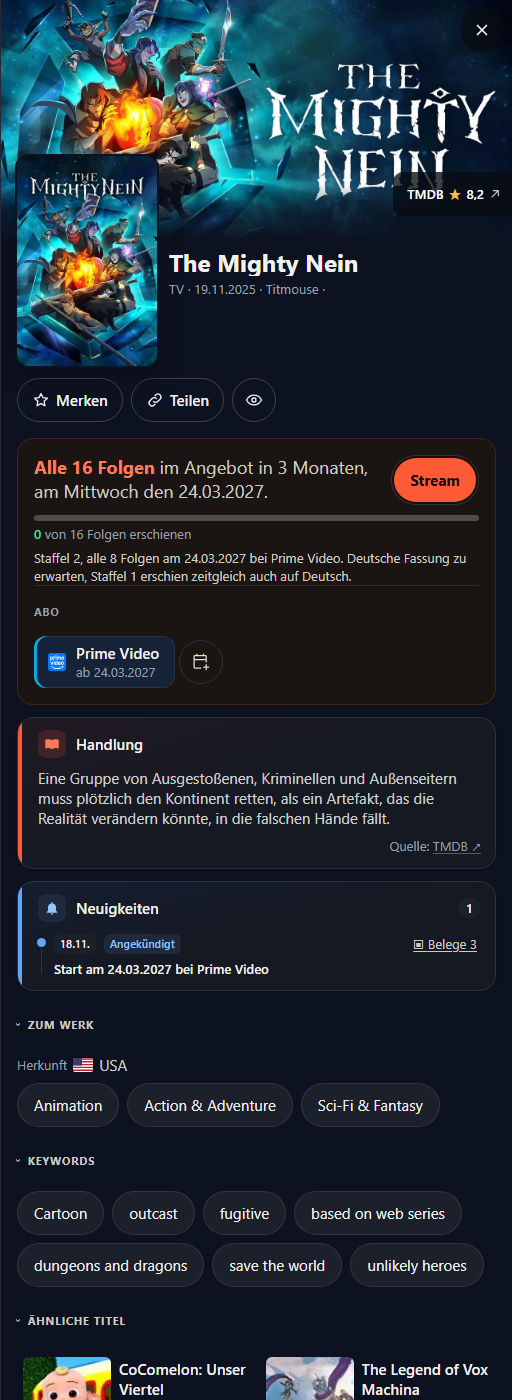 THE
MIGHTY
NEIN
THE
MIGHTY NEIN
TMDB ⭐ 8,2 ↗
The Mighty Nein
TV · 19.11.2025 · Titmouse ·
Merken
Teilen
Alle 16 Folgen im Angebot in 3 Monaten,
am Mittwoch den 24.03.2027.
Stream
0 von 16 Folgen erschienen
Staffel 2, alle 8 Folgen am 24.03.2027 bei Prime Video. Deutsche Fassung zu
erwarten, Staffel 1 erschien zeitgleich auch auf Deutsch.
ABO
prime video
Prime Video
ab 24.03.2027
Handlung
Eine Gruppe von Ausgestoßenen, Kriminellen und Außenseitern
muss plötzlich den Kontinent retten, als ein Artefakt, das die
Realität verändern könnte, in die falschen Hände fällt.
Quelle: TMDB ↗
Neuigkeiten
1
18.11. Angekündigt
Belege 3
Start am 24.03.2027 bei Prime Video
ZUM WERK
Herkunft USA
Animation
Action & Adventure
Sci-Fi & Fantasy
KEYWORDS
Cartoon
outcast
fugitive
based on web series
dungeons and dragons
save the world
unlikely heroes
ÄHNLICHE TITEL
CoComelon: Unser
Viertel
The Legend of Vox
Machina